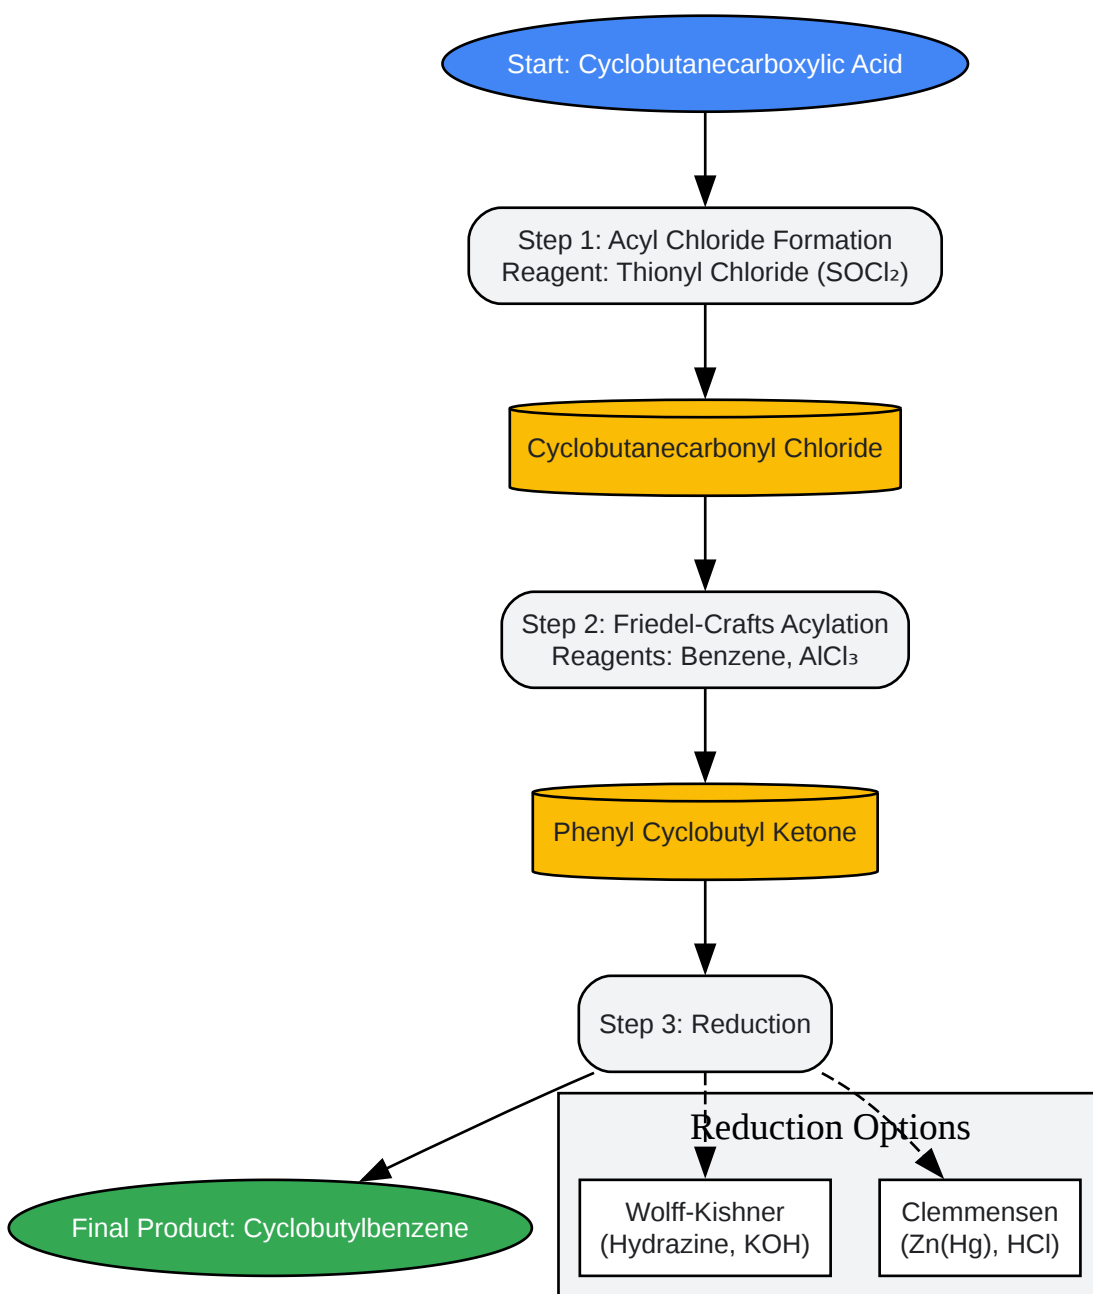 Start: Cyclobutanecarboxylic Acid
Step 1: Acyl Chloride Formation
Reagent: Thionyl Chloride (SOCl₂)
Cyclobutanecarbonyl Chloride
Step 2: Friedel-Crafts Acylation
Reagents: Benzene, AlCl₃
Phenyl Cyclobutyl Ketone
Step 3: Reduction
Reduction Options
Final Product: Cyclobutylbenzene
Wolff-Kishner
(Hydrazine, KOH)
Clemmensen
(Zn(Hg), HCl)